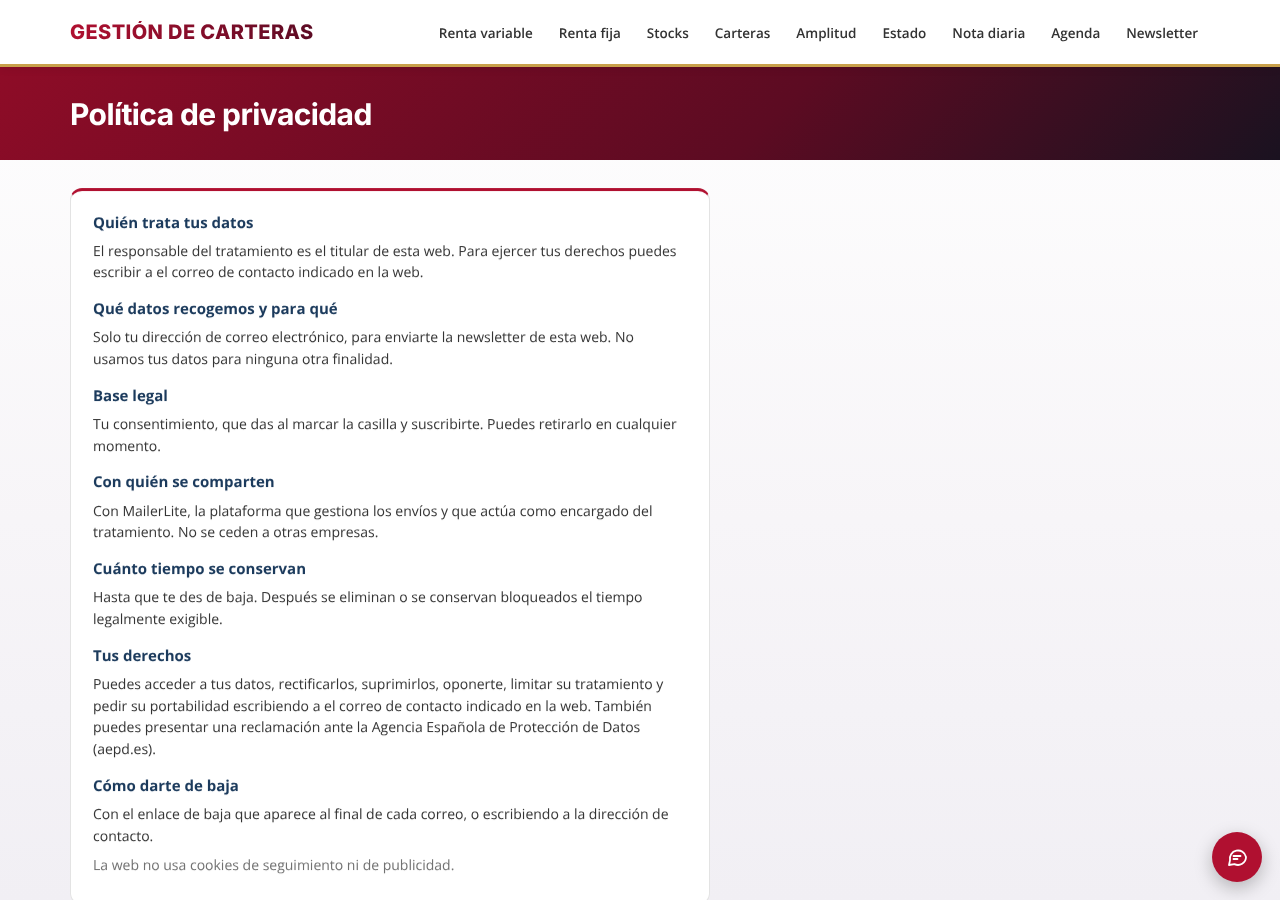 GESTIÓN DE CARTERAS
Renta variable
Renta fija
Stocks
Carteras
Amplitud
Estado
Nota diaria
Agenda
Newsletter
Política de privacidad
Quién trata tus datos
El responsable del tratamiento es el titular de esta web. Para ejercer tus derechos puedes
escribir a el correo de contacto indicado en la web.
Qué datos recogemos y para qué
Solo tu dirección de correo electrónico, para enviarte la newsletter de esta web. No
usamos tus datos para ninguna otra finalidad.
Base legal
Tu consentimiento, que das al marcar la casilla y suscribirte. Puedes retirarlo en cualquier
momento.
Con quién se comparten
Con MailerLite, la plataforma que gestiona los envíos y que actúa como encargado del
tratamiento. No se ceden a otras empresas.
Cuánto tiempo se conservan
Hasta que te des de baja. Después se eliminan o se conservan bloqueados el tiempo
legalmente exigible.
Tus derechos
Puedes acceder a tus datos, rectificarlos, suprimirlos, oponerte, limitar su tratamiento y
pedir su portabilidad escribiendo a el correo de contacto indicado en la web. También
puedes presentar una reclamación ante la Agencia Española de Protección de Datos
(aepd.es).
Cómo darte de baja
Con el enlace de baja que aparece al final de cada correo, o escribiendo a la dirección de
contacto.
La web no usa cookies de seguimiento ni de publicidad.